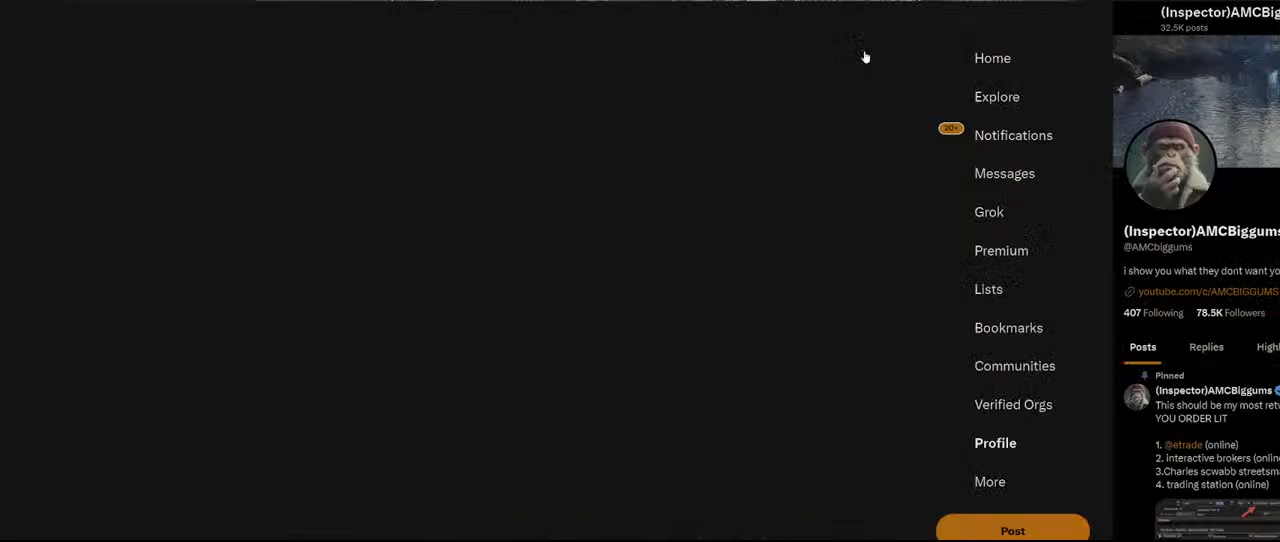 Home
Explore
20+
Notifications
Messages
Grok
Premium
Lists
Bookmarks
Communities
Verified Orgs
Profile
More
Post
(Inspector)AMCBig
32.5K posts
(Inspector)AMCBiggums
@AMCbiggums
i show you what they dont want yo
youtube.com/c/AMCBIGGUMS
407 Following 78.5K Followers
Posts Replies Highl
Pinned
(Inspector)AMCBiggums
This should be my most retw
YOU ORDER LIT
1. @etrade (online)
2. interactive brokers (onlin
3.Charles scwabb streetsma
4. trading station (online)